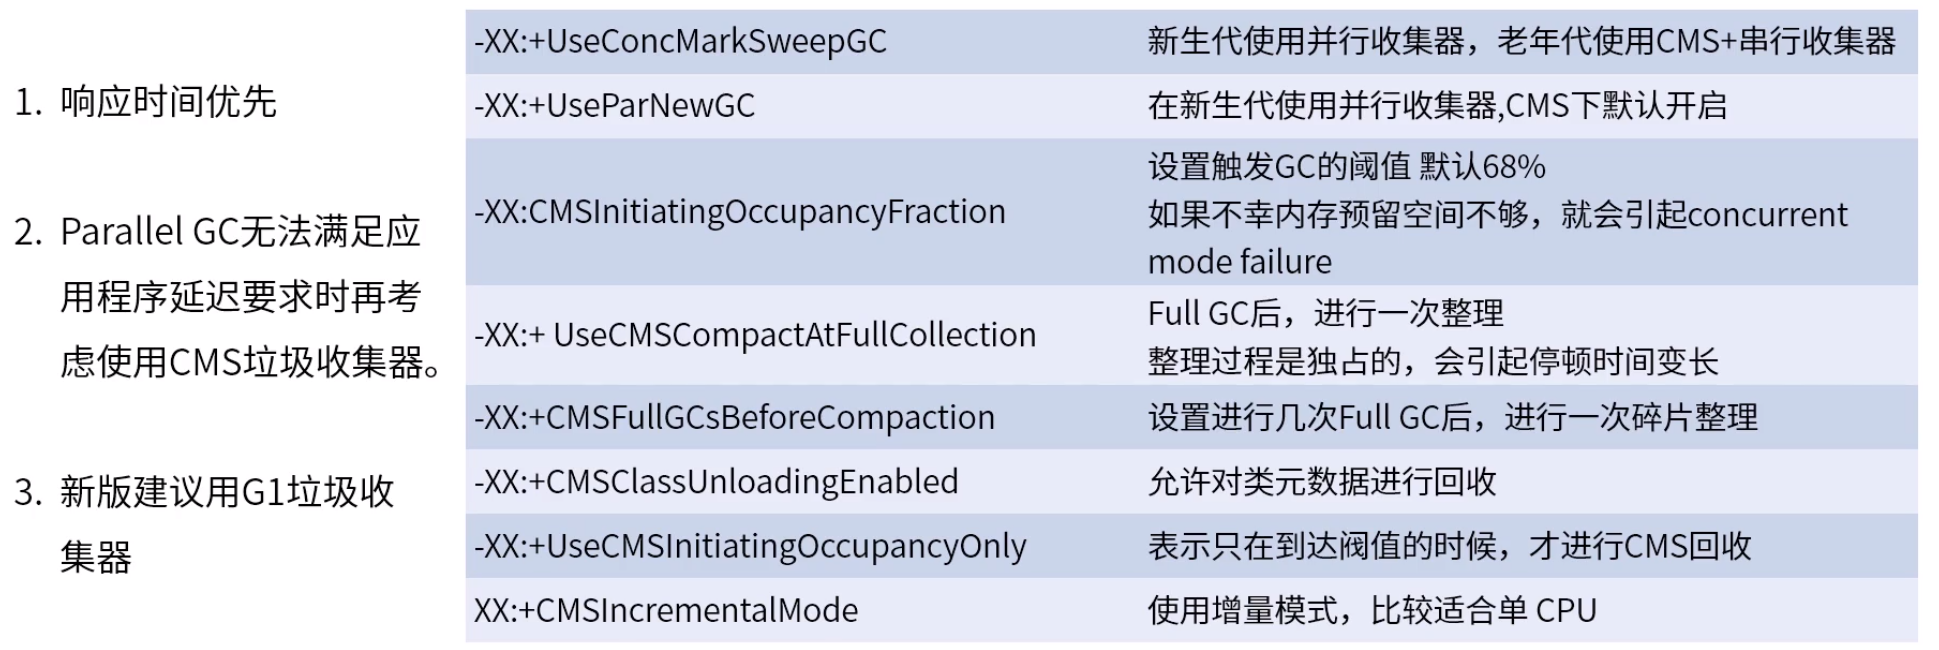 1. 响应时间优先
2. Parallel GC无法满足应
用程序延迟要求时再考
虑使用CMS垃圾收集器。
3. 新版建议用G1垃圾收
集器
-XX:+UseConcMarkSweepGC
新生代使用并行收集器，老年代使用CMS+串行收集器
-XX:+UseParNewGC
在新生代使用并行收集器,CMS下默认开启
-XX:CMSInitiatingOccupancyFraction
设置触发GC的阈值 默认68%
如果不幸内存预留空间不够，就会引起concurrent
mode failure
-XX:+ UseCMSCompactAtFullCollection
Full GC后，进行一次整理
整理过程是独占的，会引起停顿时间变长
-XX:+CMSFullGCsBeforeCompaction
设置进行几次Full GC后，进行一次碎片整理
-XX:+CMSClassUnloadingEnabled
允许对类元数据进行回收
-XX:+UseCMSInitiatingOccupancyOnly
表示只在到达阀值的时候，才进行CMS回收
XX:+CMSIncrementalMode
使用增量模式，比较适合单 CPU